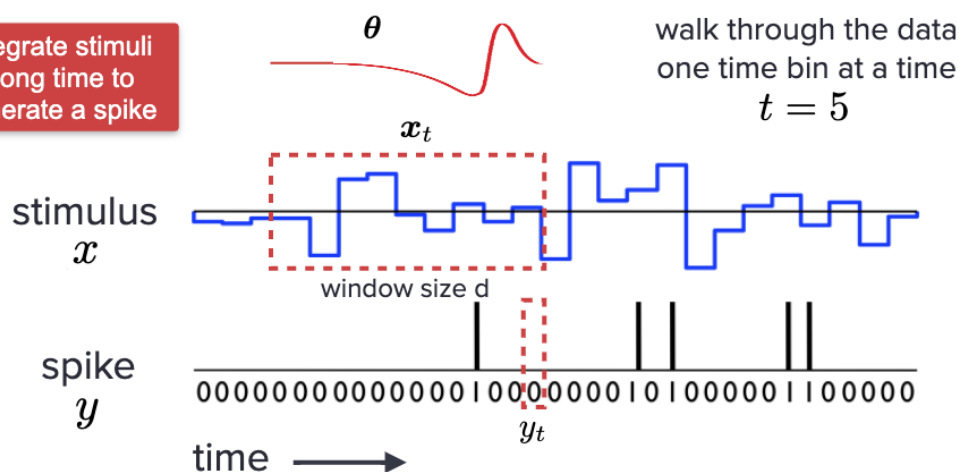 egrate stimuli
ong time to
erate a spike
θ
walk through the data
one time bin at a time
t = 5
x_t
stimulus
x
window size d
spike
y
000000000000000100000000101000001100000
y_t
time